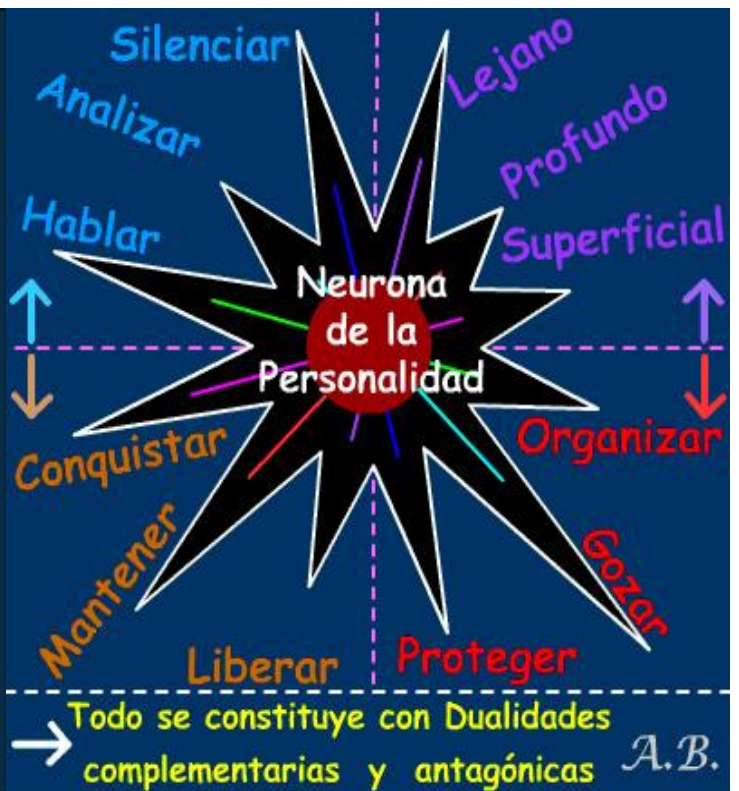 Silenciar
Lejano
Analizar
Profundo
Hablar
Superficial
Neurona
de la
Personalidad
Conquistar
Organizar
Mantener
Gozar
Liberar
Proteger
Todo se constituye con Dualidades
complementarias y antagónicas
A.B.